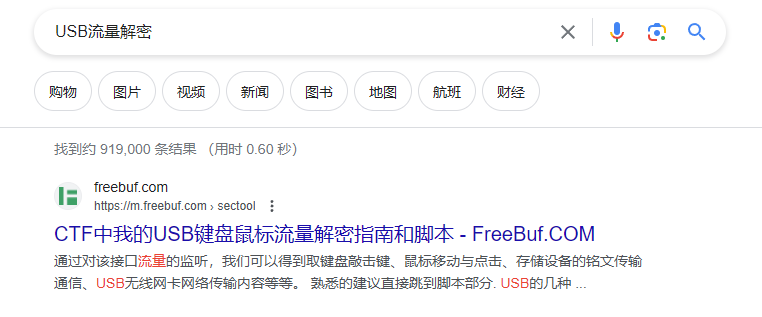 USB流量解密
购物
图片
视频
新闻
图书
地图
航班
财经
找到约 919,000 条结果 （用时 0.60 秒）
freebuf.com
https://m.freebuf.com › sectool
CTF中我的USB键盘鼠标流量解密指南和脚本 - FreeBuf.COM
通过对该接口流量的监听，我们可以得到取键盘敲击键、鼠标移动与点击、存储设备的铭文传输
通信、USB无线网卡网络传输内容等等。 熟悉的建议直接跳到脚本部分. USB的几种 ...